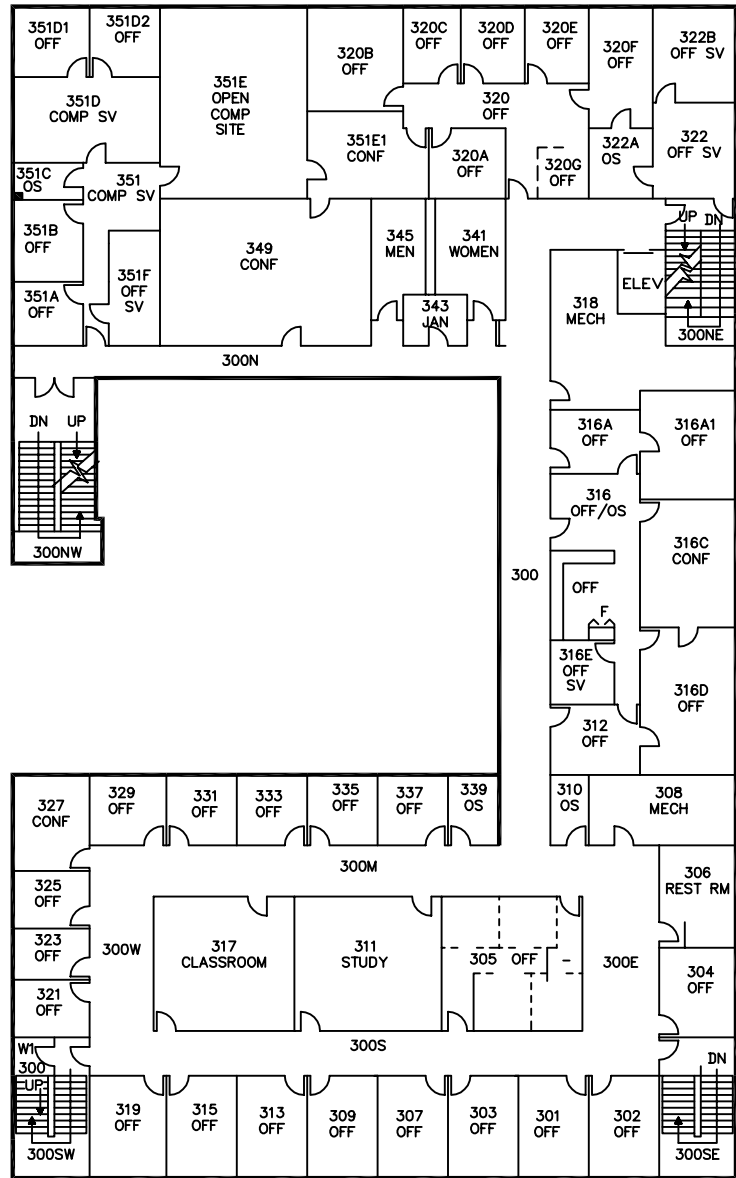 351D1
OFF
351D2
OFF
351E
OPEN
COMP
SITE
320B
OFF
320C
OFF
320D
OFF
320E
OFF
320F
OFF
322B
OFF SV
351D
COMP SV
320
OFF
351E1
CONF
320A
OFF
320G
OFF
322A
OS
322
OFF SV
351C
OS
351
COMP SV
351B
OFF
351F
OFF
SV
351A
OFF
349
CONF
345
MEN
341
WOMEN
343
JAN
UP
DN
ELEV
318
MECH
300NE
300N
DN
UP
300NW
316A
OFF
316A1
OFF
316
OFF/OS
316C
CONF
300
OFF
F
316E
OFF
SV
316D
OFF
312
OFF
327
CONF
329
OFF
331
OFF
333
OFF
335
OFF
337
OFF
339
OS
310
OS
308
MECH
300M
306
REST RM
325
OFF
323
OFF
321
OFF
300W
317
CLASSROOM
311
STUDY
305
OFF
300E
304
OFF
300S
W1
300
UP
300SW
319
OFF
315
OFF
313
OFF
309
OFF
307
OFF
303
OFF
301
OFF
302
OFF
DN
300SE